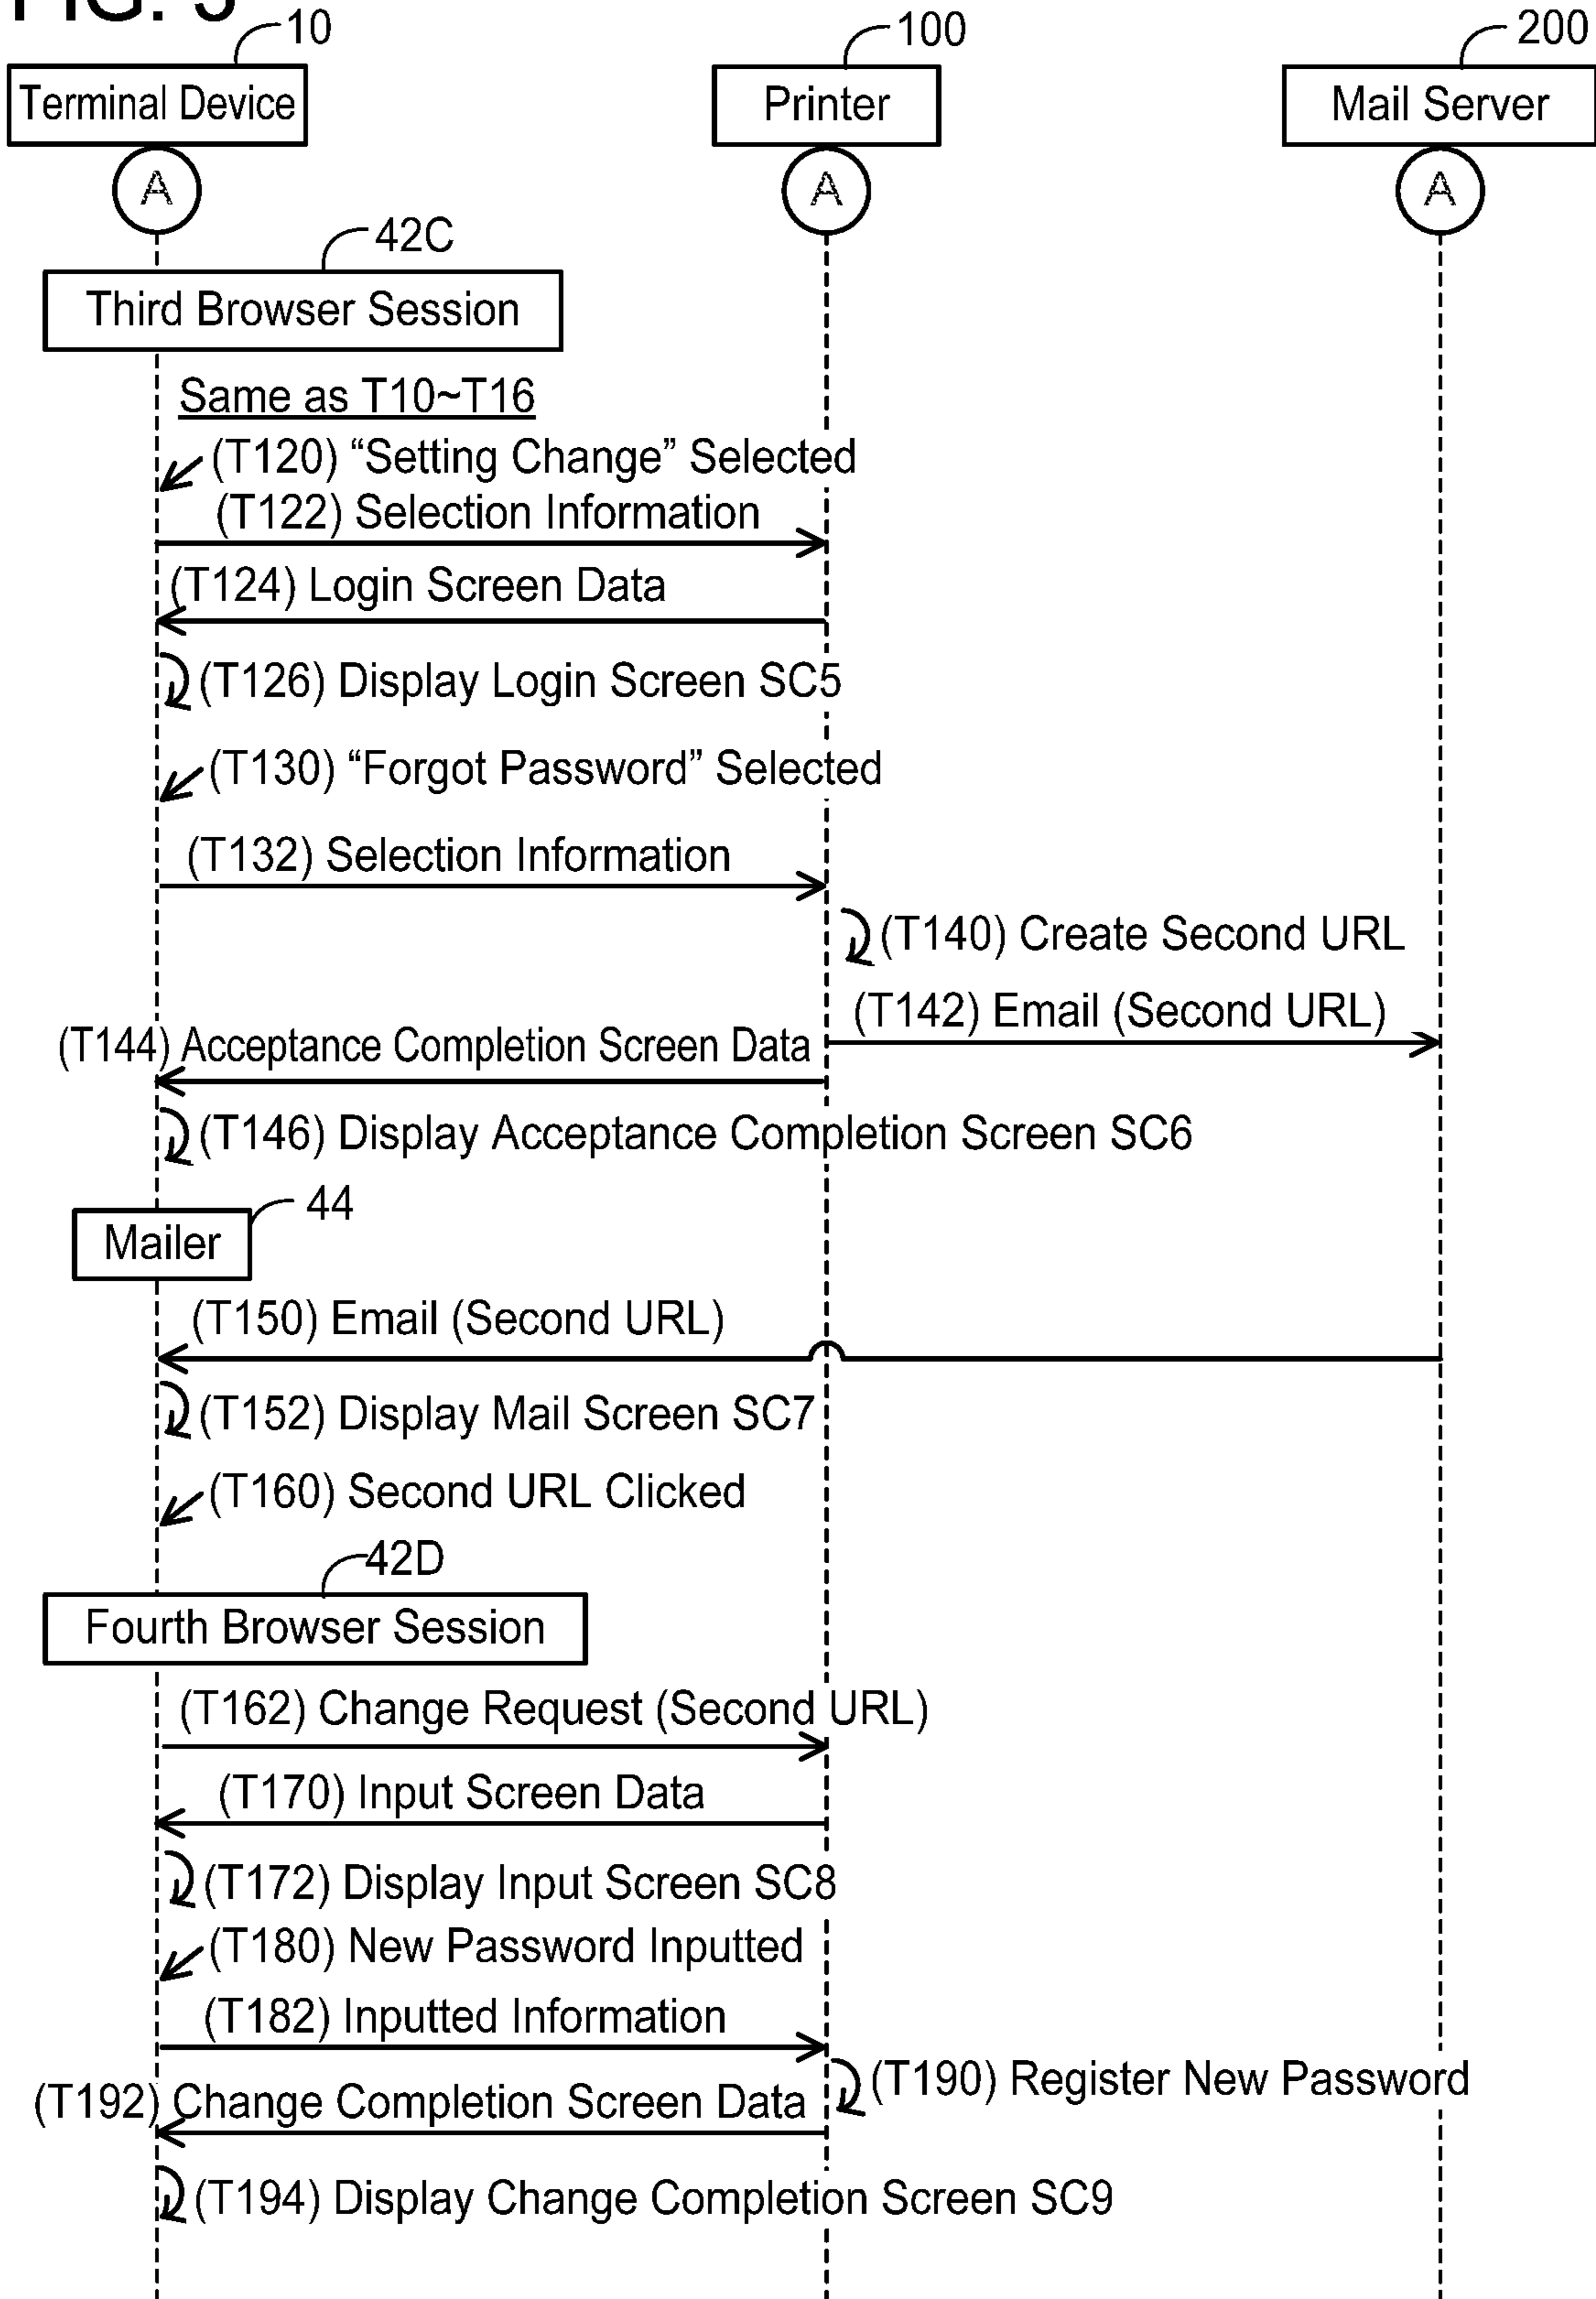 FIG. 5
10
100
200
Terminal Device
Printer
Mail Server
A
A
A
42C
Third Browser Session
Same as T10~T16
(T120) “Setting Change” Selected
(T122) Selection Information
(T124) Login Screen Data
(T126) Display Login Screen SC5
(T130) “Forgot Password” Selected
(T132) Selection Information
(T140) Create Second URL
(T142) Email (Second URL)
(T144) Acceptance Completion Screen Data
(T146) Display Acceptance Completion Screen SC6
44
Mailer
(T150) Email (Second URL)
(T152) Display Mail Screen SC7
(T160) Second URL Clicked
42D
Fourth Browser Session
(T162) Change Request (Second URL)
(T170) Input Screen Data
(T172) Display Input Screen SC8
(T180) New Password Inputted
(T182) Inputted Information
(T190) Register New Password
(T192) Change Completion Screen Data
(T194) Display Change Completion Screen SC9